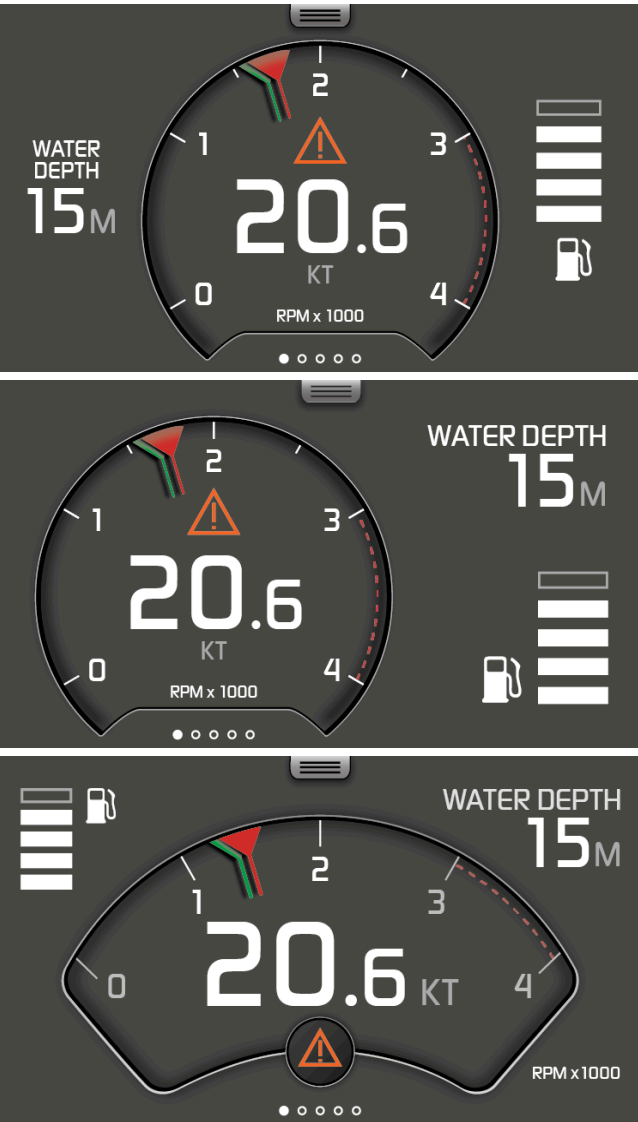 2
1
3
WATER
DEPTH
15M
20.6
KT
0
4
RPM x 1000
WATER DEPTH
15M
2
1
3
20.6
KT
0
4
RPM x 1000
WATER DEPTH
15M
2
1
3
20.6 KT
0
4
RPM x1000